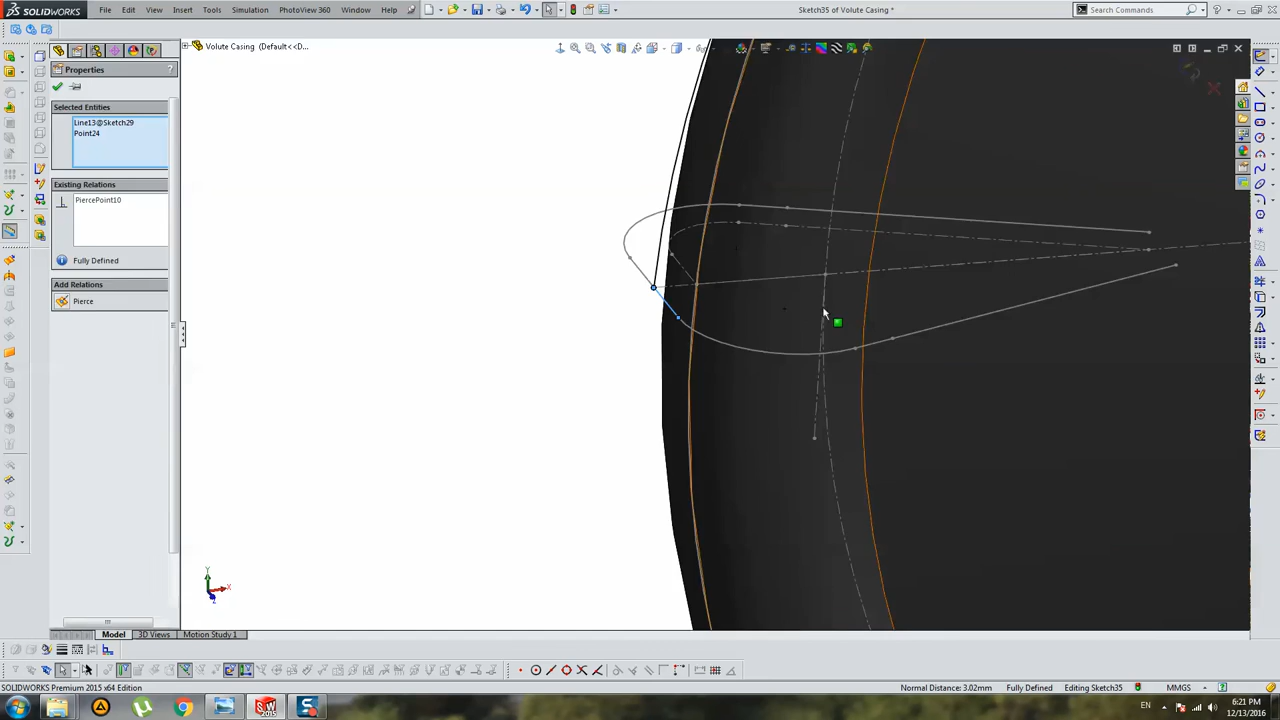 SOLIDWORKS
File Edit View Insert Tools Simulation PhotoView 360 Window Help
Sketch35 of Volute Casing *
Search Commands
Volute Casing (Default<<D...
Properties
?
Selected Entities
Line13@Sketch29
Point24
Existing Relations
PiercePoint10
Fully Defined
Add Relations
Pierce
Y
X
Z
Model 3D Views Motion Study 1
SOLIDWORKS Premium 2015 x64 Edition
Normal Distance: 3.02mm Fully Defined Editing Sketch35 MMGS
EN
6:21 PM
12/13/2016